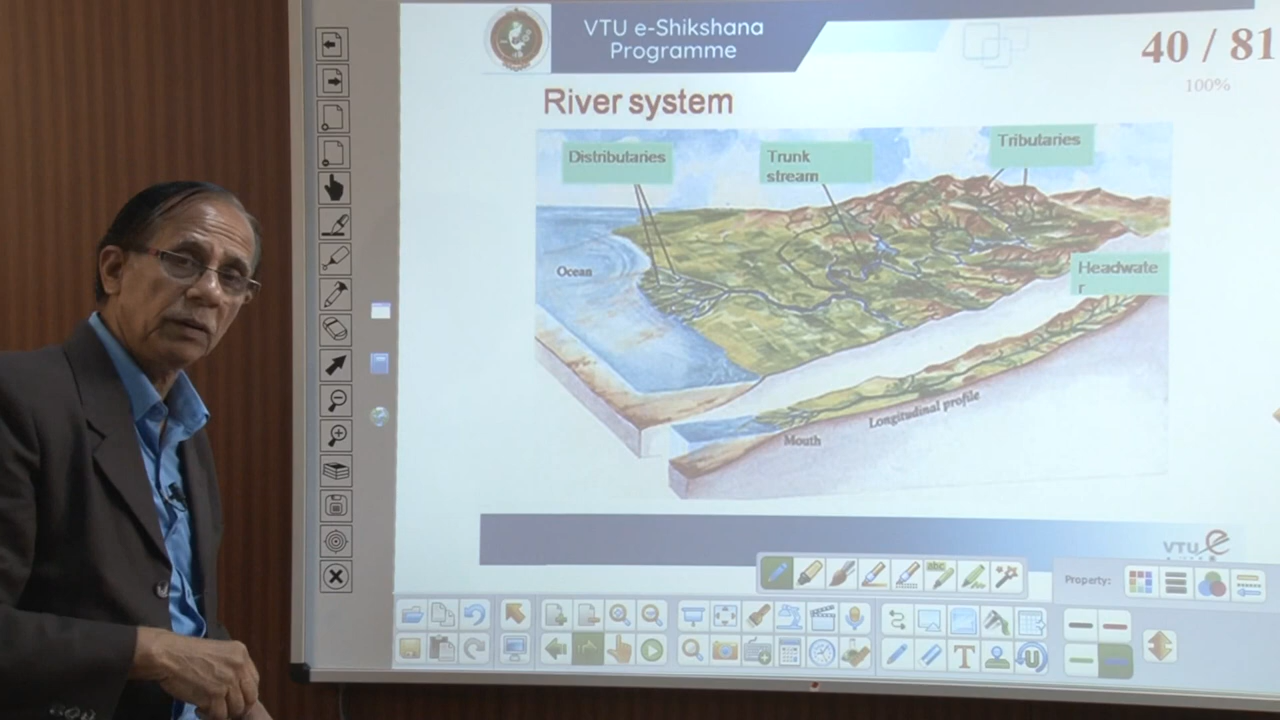 VTU e-Shikshana
Programme
40 / 81
100%
River system
Distributaries
Trunk
stream
Tributaries
Ocean
Headwate
r
Longitudinal profile
Mouth
VTU e
Property:
abc
T